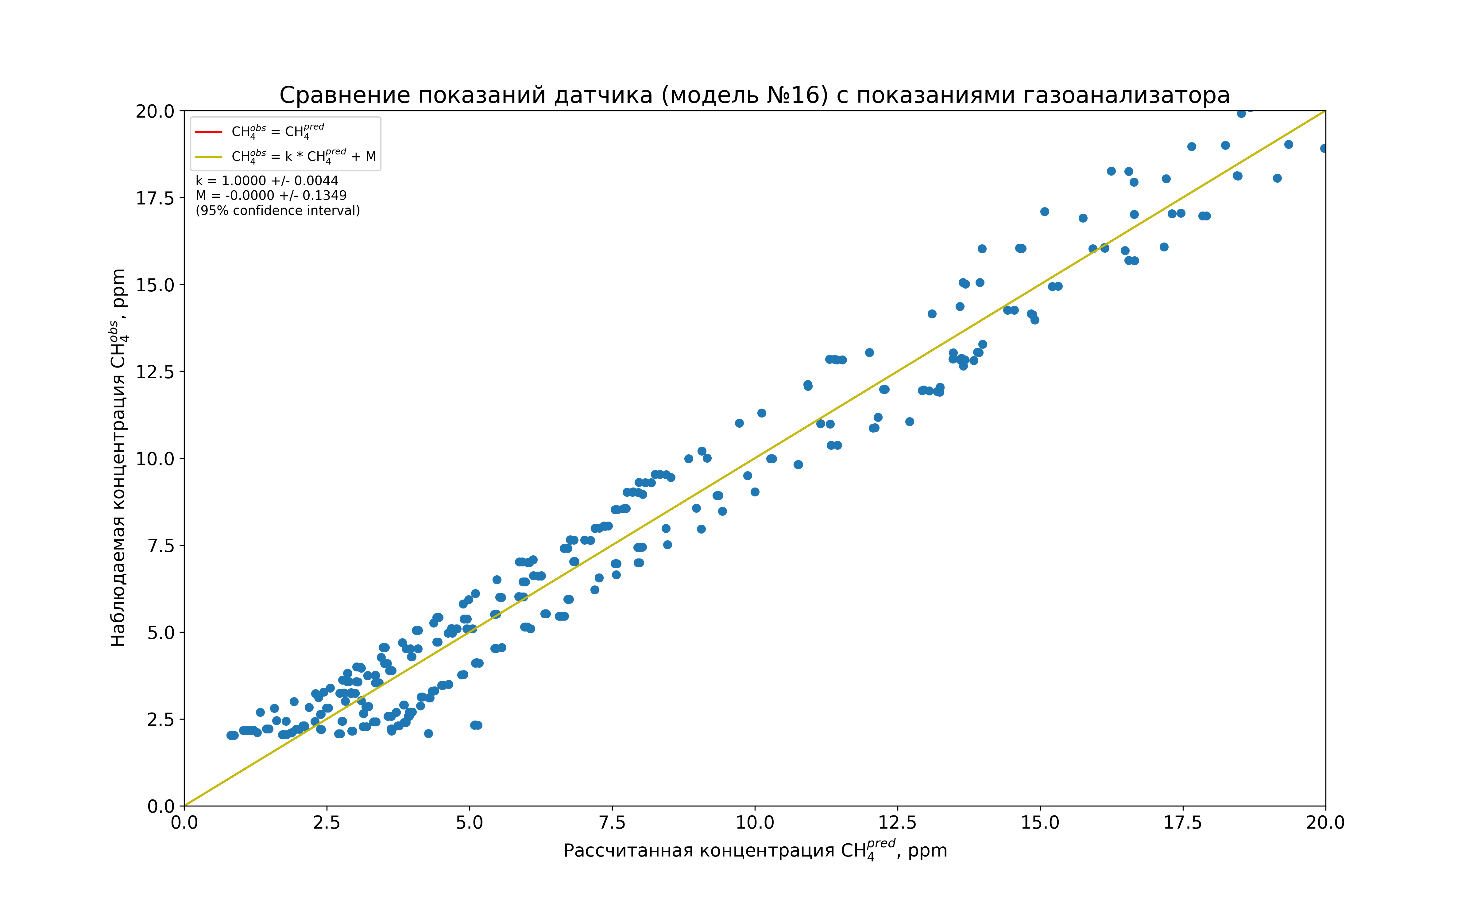 Сравнение показаний датчика (модель №16) с показаниями газоанализатора
CH₄ᵒᵇˢ = CH₄ᵖʳᵉᵈ
CH₄ᵒᵇˢ = k * CH₄ᵖʳᵉᵈ + M
k = 1.0000 +/- 0.0044
M = -0.0000 +/- 0.1349
(95% confidence interval)
Наблюдаемая концентрация CH₄ᵒᵇˢ, ppm
20.0
17.5
15.0
12.5
10.0
7.5
5.0
2.5
0.0
0.0 2.5 5.0 7.5 10.0 12.5 15.0 17.5 20.0
Рассчитанная концентрация CH₄ᵖʳᵉᵈ, ppm